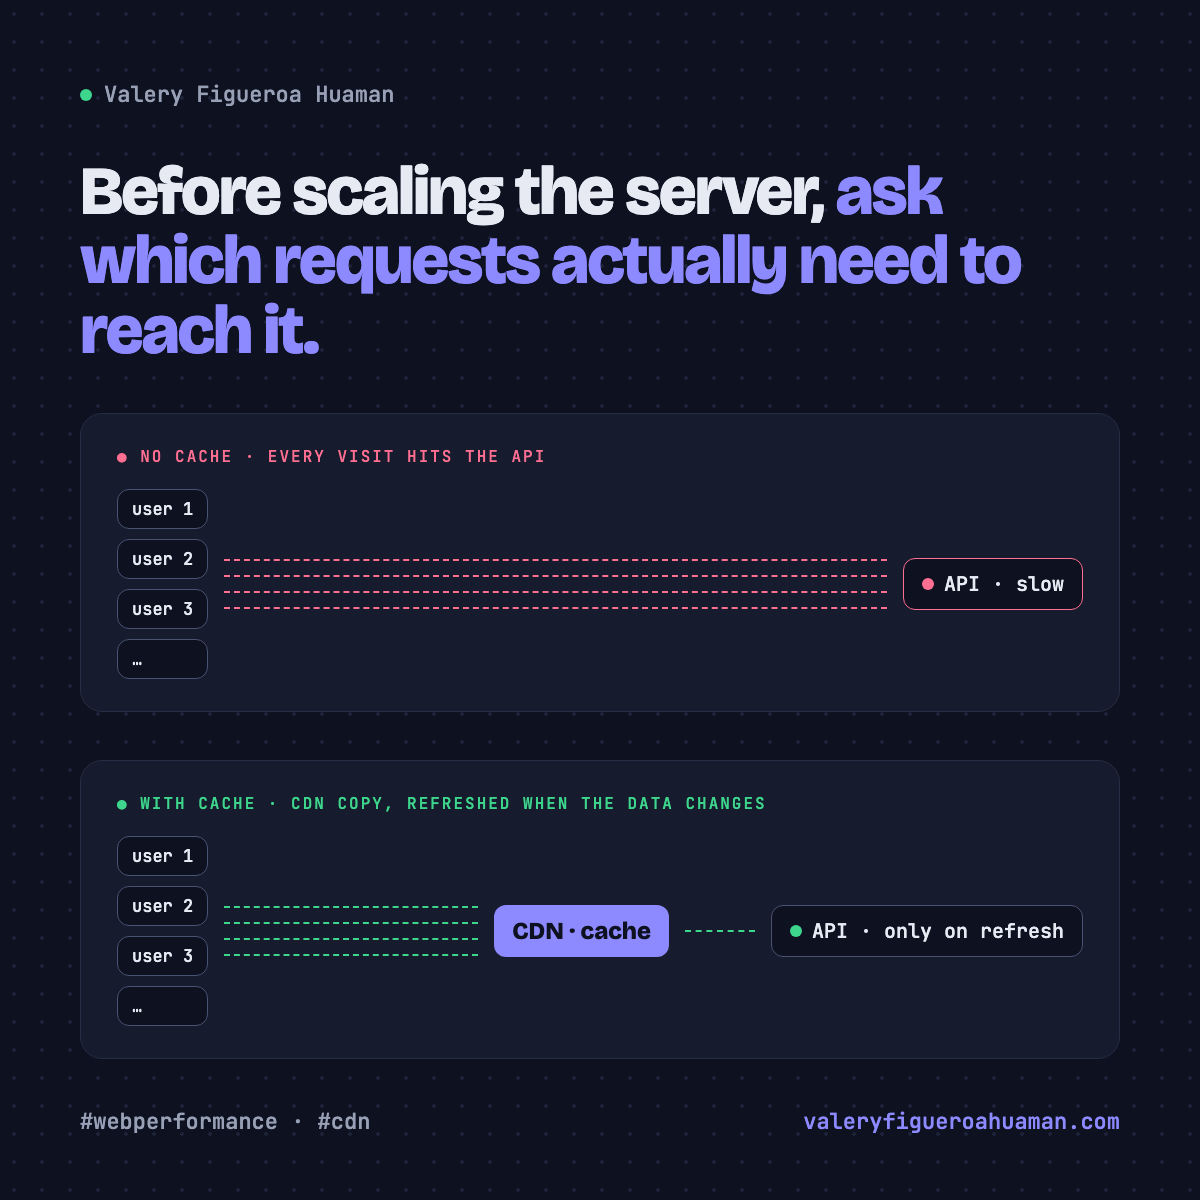 Valery Figueroa Huaman
Before scaling the server, ask
which requests actually need to
reach it.
NO CACHE · EVERY VISIT HITS THE API
user 1
user 2
user 3
…
API · slow
WITH CACHE · CDN COPY, REFRESHED WHEN THE DATA CHANGES
user 1
user 2
user 3
…
CDN · cache
API · only on refresh
#webperformance · #cdn
valeryfigueroahuaman.com